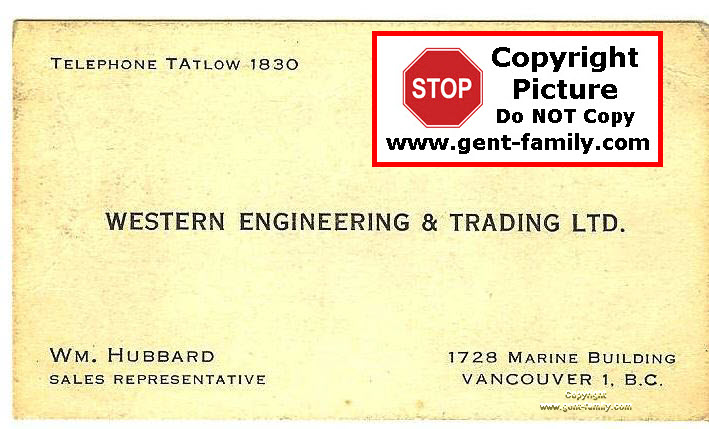 TELEPHONE TATLOW 1830
STOP
Copyright
Picture
Do NOT Copy
www.gent-family.com
WESTERN ENGINEERING & TRADING LTD.
WM. HUBBARD
SALES REPRESENTATIVE
1728 MARINE BUILDING
VANCOUVER 1, B.C.
Copyright
www.gent-family.com